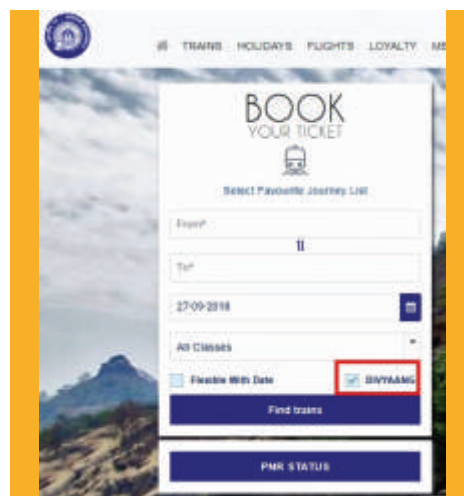 TRAINS HOLIDAYS FLIGHTS LOYALTY ME
BOOK
YOUR TICKET
Select Favourite Journey List
From*
To*
27-09-2018
All Classes
Flexible With Date
DIVYAANG
Find trains
PNR STATUS